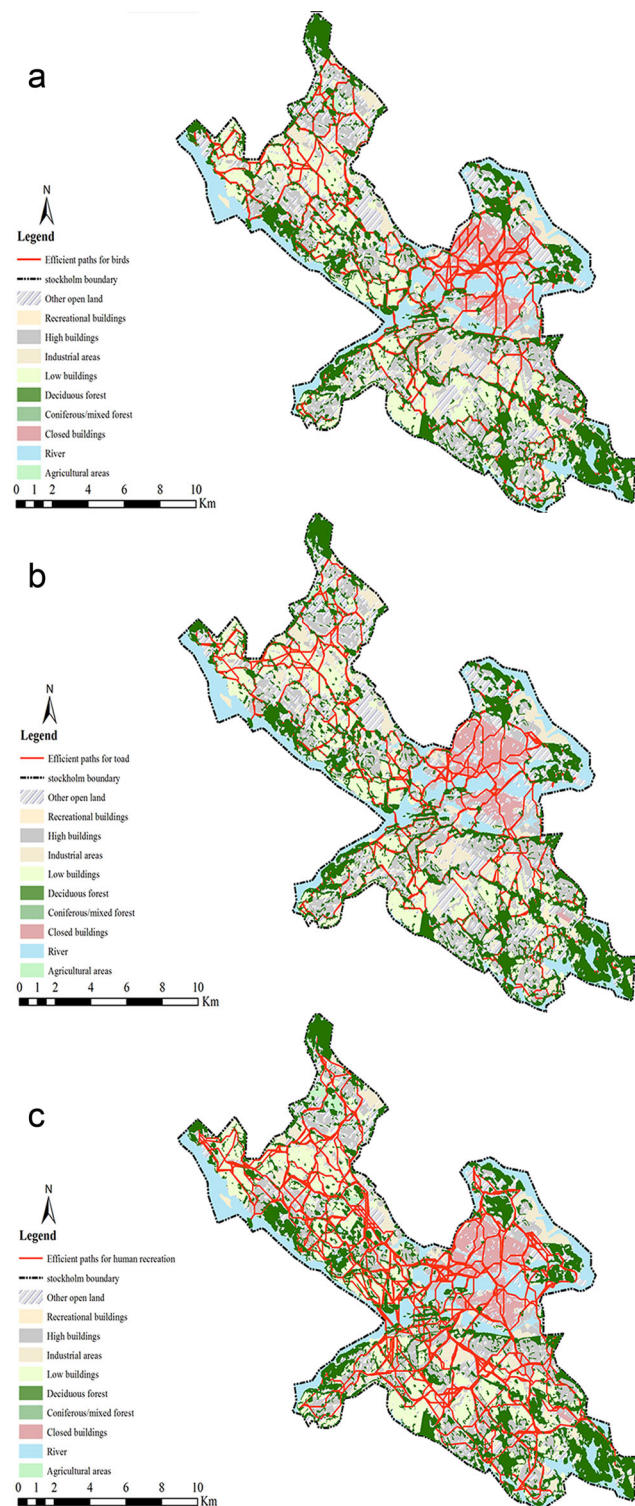 a
N
Legend
Efficient paths for birds
stockholm boundary
Other open land
Recreational buildings
High buildings
Industrial areas
Low buildings
Deciduous forest
Coniferous/mixed forest
Closed buildings
River
Agricultural areas
0 1 2 4 6 8 10
Km
b
N
Legend
Efficient paths for toad
stockholm boundary
Other open land
Recreational buildings
High buildings
Industrial areas
Low buildings
Deciduous forest
Coniferous/mixed forest
Closed buildings
River
Agricultural areas
0 1 2 4 6 8 10
Km
c
N
Legend
Efficient paths for human recreation
stockholm boundary
Other open land
Recreational buildings
High buildings
Industrial areas
Low buildings
Deciduous forest
Coniferous/mixed forest
Closed buildings
River
Agricultural areas
0 1 2 4 6 8 10
Km